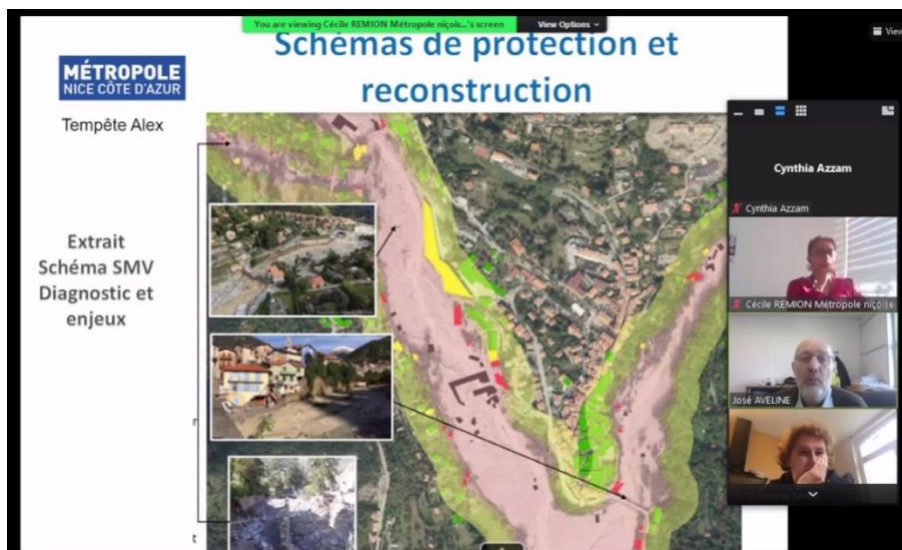 You are viewing Cécile REMION Métropole niçois...'s screen
View Options
View
Schémas de protection et
reconstruction
MÉTROPOLE
NICE CÔTE D'AZUR
Tempête Alex
Extrait
Schéma SMV
Diagnostic et
enjeux
r
t
Cynthia Azzam
Cynthia Azzam
Cécile REMION Métropole niçoise
José AVELINE